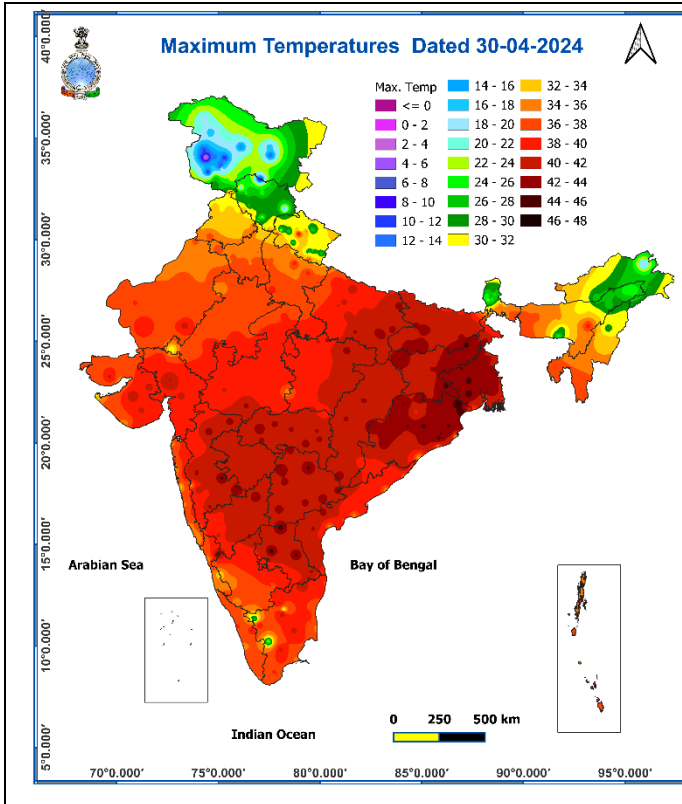 Maximum Temperatures Dated 30-04-2024
Max. Temp
<= 0
0 - 2
2 - 4
4 - 6
6 - 8
8 - 10
10 - 12
12 - 14
14 - 16
16 - 18
18 - 20
20 - 22
22 - 24
24 - 26
26 - 28
28 - 30
30 - 32
32 - 34
34 - 36
36 - 38
38 - 40
40 - 42
42 - 44
44 - 46
46 - 48
40°0.000'
35°0.000'
30°0.000'
25°0.000'
20°0.000'
15°0.000'
10°0.000'
5°0.000'
Arabian Sea
Bay of Bengal
Indian Ocean
0 250 500 km
70°0.000' 75°0.000' 80°0.000' 85°0.000' 90°0.000' 95°0.000'